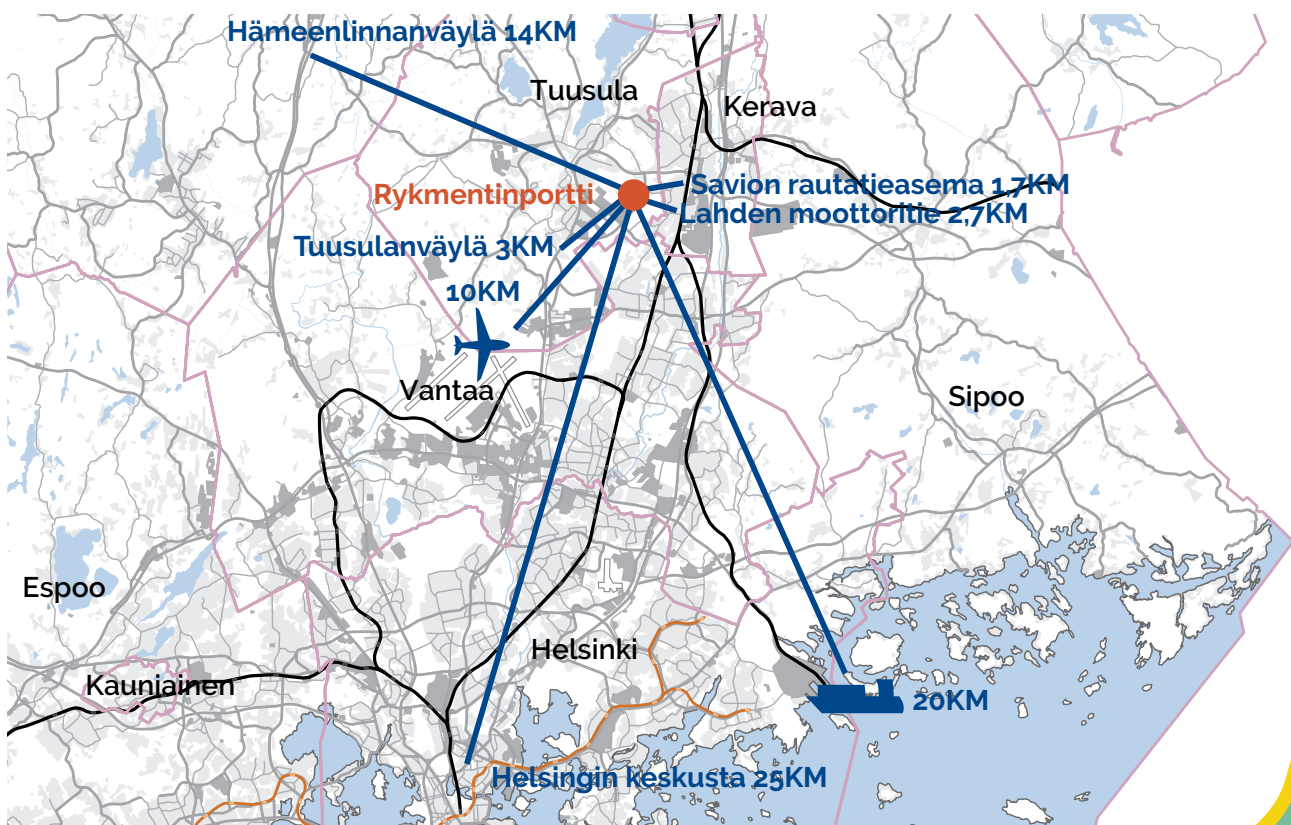 Hämeenlinnanväylä 14KM
Tuusula
Kerava
Rykmentinportti
Savion rautatieasema 1,7KM
Lahden moottoritie 2,7KM
Tuusulanväylä 3KM
10KM
Vantaa
Sipoo
Espoo
Helsinki
Kauniainen
20KM
Helsingin keskusta 25KM